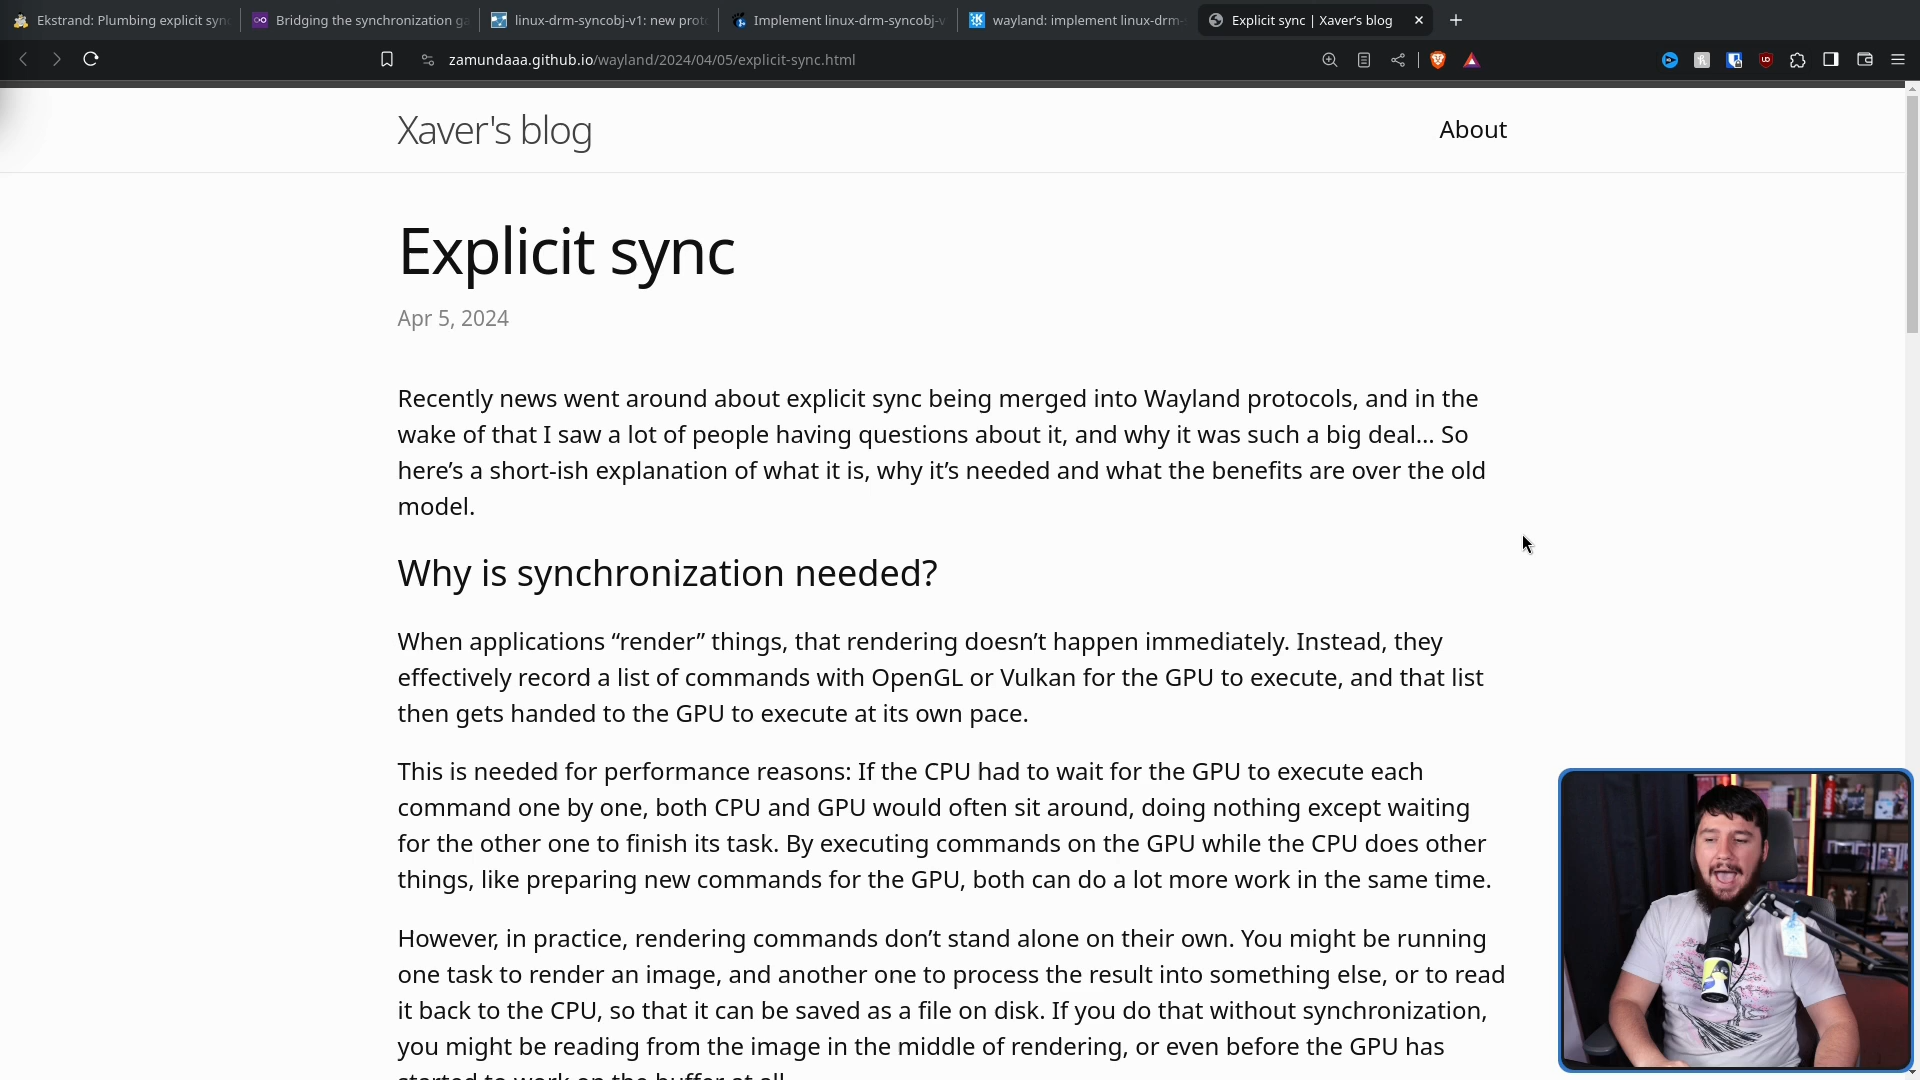 Ekstrand: Plumbing explicit syn
Bridging the synchronization ga
linux-drm-syncobj-v1: new prot
Implement linux-drm-syncobj-v
wayland: implement linux-drm-
Explicit sync | Xaver's blog
zamundaaa.github.io/wayland/2024/04/05/explicit-sync.html
Xaver's blog
About
Explicit sync
Apr 5, 2024
Recently news went around about explicit sync being merged into Wayland protocols, and in the
wake of that I saw a lot of people having questions about it, and why it was such a big deal… So
here’s a short-ish explanation of what it is, why it’s needed and what the benefits are over the old
model.
Why is synchronization needed?
When applications “render” things, that rendering doesn’t happen immediately. Instead, they
effectively record a list of commands with OpenGL or Vulkan for the GPU to execute, and that list
then gets handed to the GPU to execute at its own pace.
This is needed for performance reasons: If the CPU had to wait for the GPU to execute each
command one by one, both CPU and GPU would often sit around, doing nothing except waiting
for the other one to finish its task. By executing commands on the GPU while the CPU does other
things, like preparing new commands for the GPU, both can do a lot more work in the same time.
However, in practice, rendering commands don’t stand alone on their own. You might be running
one task to render an image, and another one to process the result into something else, or to read
it back to the CPU, so that it can be saved as a file on disk. If you do that without synchronization,
you might be reading from the image in the middle of rendering, or even before the GPU has
started to work on the buffer at all.